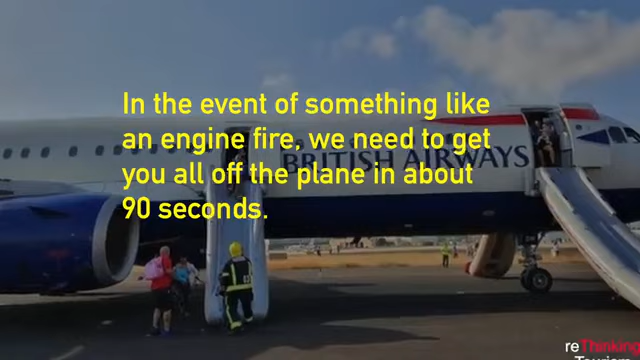 In the event of something like
an engine fire, we need to get
BRITISH AIRWAYS
you all off the plane in about
90 seconds.
reThinking
Tourism